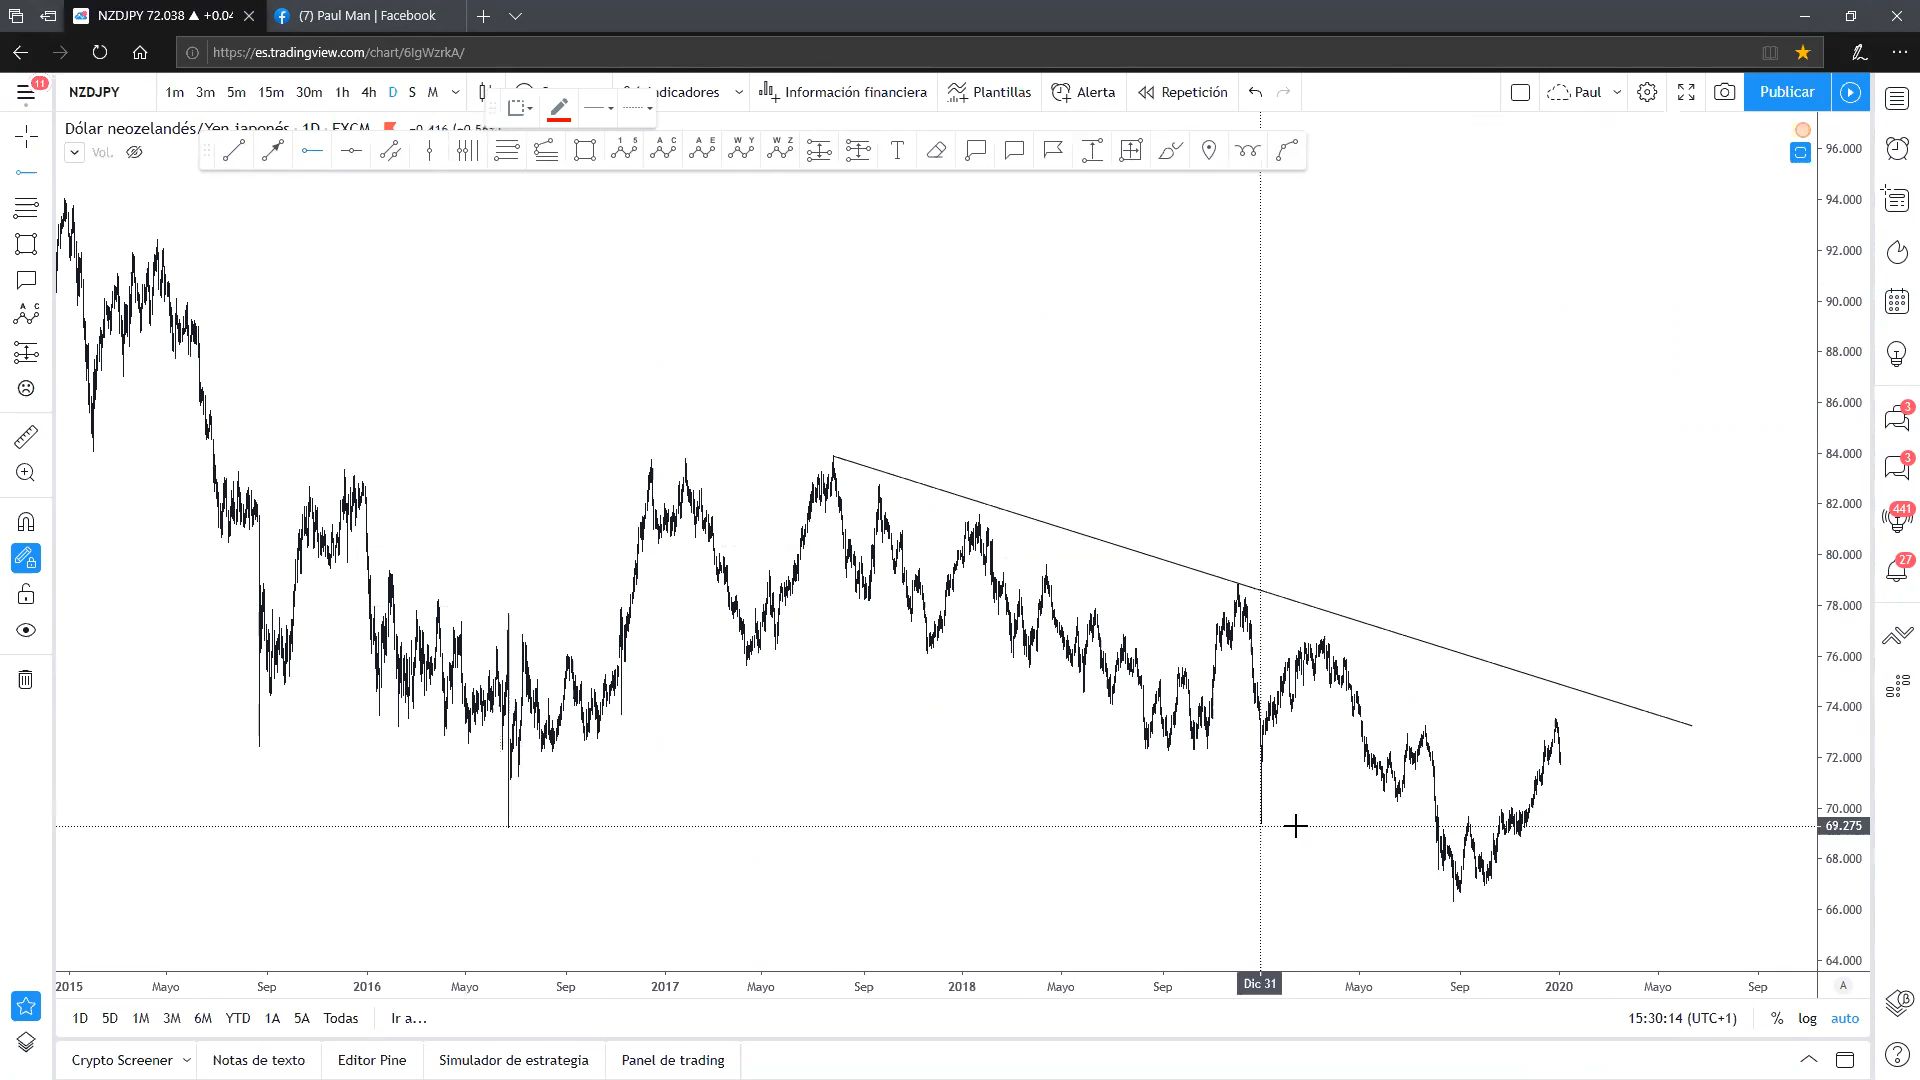 NZDJPY 72.038 ▲ +0.04
(7) Paul Man | Facebook
https://es.tradingview.com/chart/6IgWzrkA/
11
NZDJPY
1m 3m 5m 15m 30m 1h 4h D S M
Indicadores
Información financiera
Plantillas
Alerta
Repetición
Paul
Publicar
Dólar neozelandés/Yen japonés · 1D · FXCM
Vol.
96.000
94.000
92.000
90.000
88.000
86.000
84.000
82.000
80.000
78.000
76.000
74.000
72.000
70.000
69.275
68.000
66.000
64.000
3
3
441
27
2015 Mayo Sep 2016 Mayo Sep 2017 Mayo Sep 2018 Mayo Sep Dic 31 Mayo Sep 2020 Mayo Sep A
1D 5D 1M 3M 6M YTD 1A 5A Todas Ir a... 15:30:14 (UTC+1) % log auto
Crypto Screener Notas de texto Editor Pine Simulador de estrategia Panel de trading